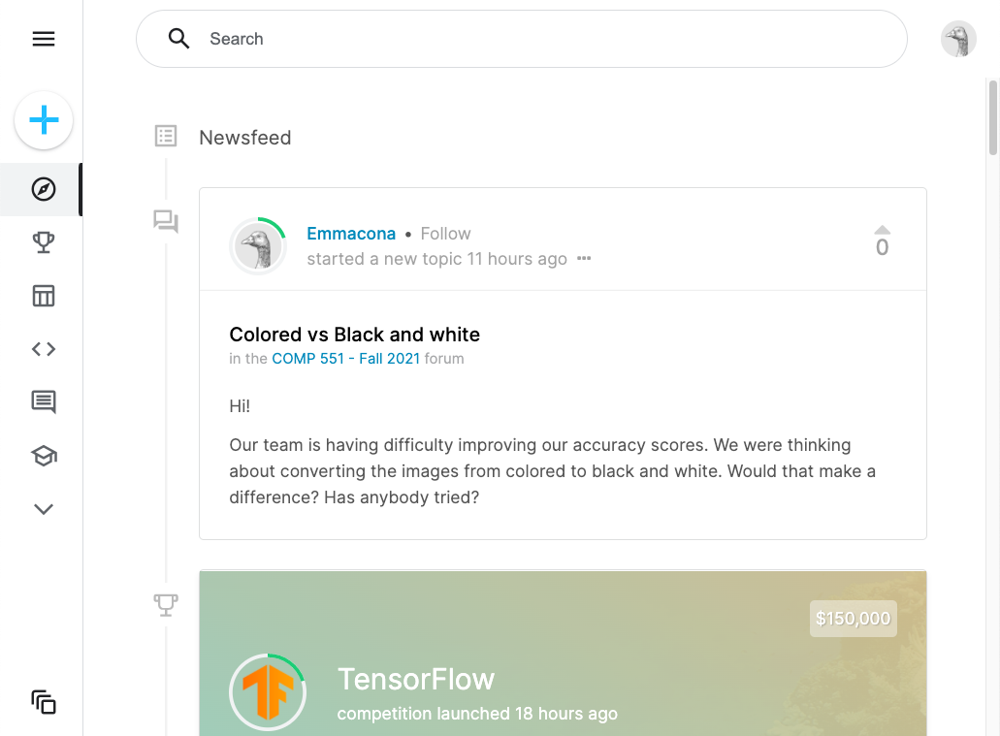 Search
Newsfeed
Emmacona • Follow
started a new topic 11 hours ago
0
Colored vs Black and white
in the COMP 551 - Fall 2021 forum
Hi!
Our team is having difficulty improving our accuracy scores. We were thinking
about converting the images from colored to black and white. Would that make a
difference? Has anybody tried?
$150,000
TensorFlow
competition launched 18 hours ago